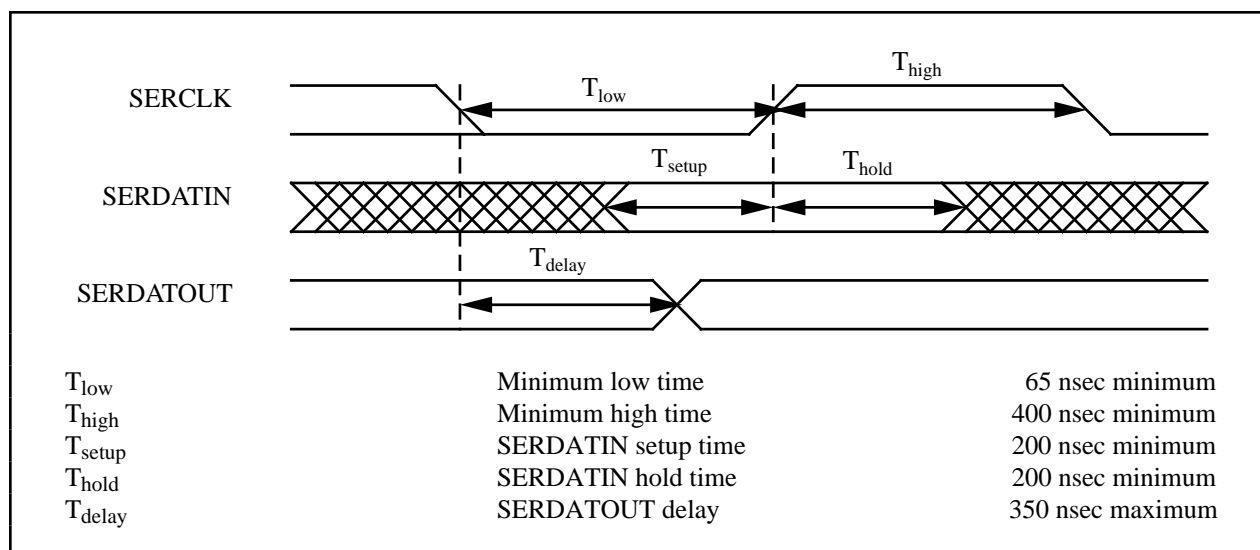 SERCLK
T_low
T_high
SERDATIN
T_setup
T_hold
SERDATOUT
T_delay
T_low Minimum low time 65 nsec minimum
T_high Minimum high time 400 nsec minimum
T_setup SERDATIN setup time 200 nsec minimum
T_hold SERDATIN hold time 200 nsec minimum
T_delay SERDATOUT delay 350 nsec maximum